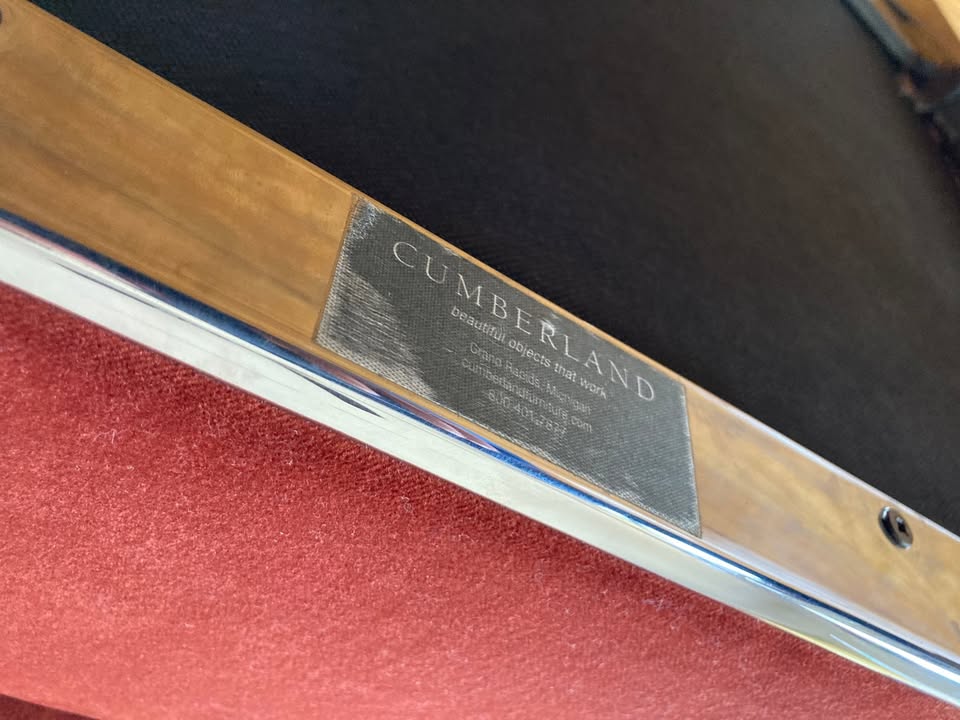 CUMBERLAND
beautiful objects that work
Grand Rapids, Michigan
cumberlandfurniture.com